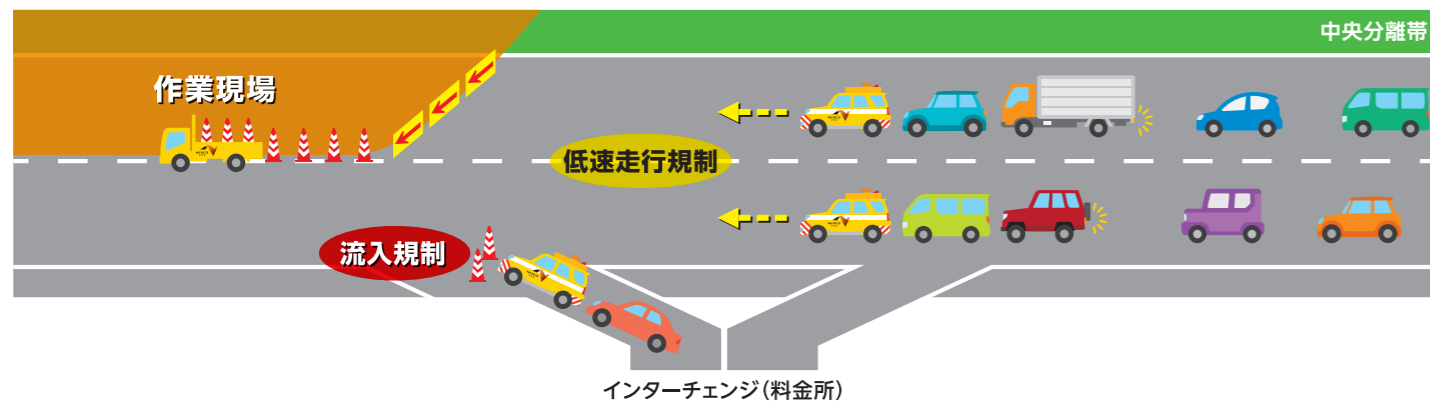 中央分離帯
作業現場
低速走行規制
流入規制
インターチェンジ(料金所)